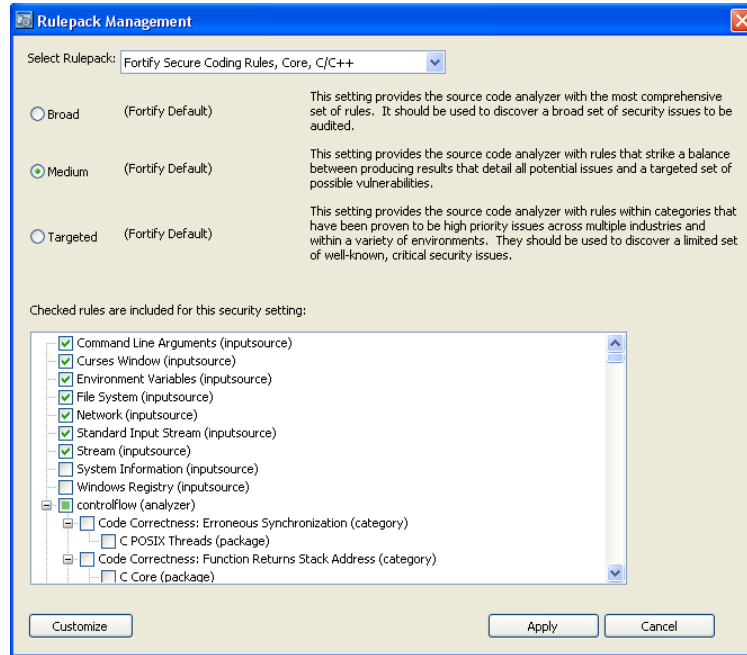 Rulepack Management
Select Rulepack: Fortify Secure Coding Rules, Core, C/C++
Broad (Fortify Default) This setting provides the source code analyzer with the most comprehensive
set of rules. It should be used to discover a broad set of security issues to be
audited.
Medium (Fortify Default) This setting provides the source code analyzer with rules that strike a balance
between producing results that detail all potential issues and a targeted set of
possible vulnerabilities.
Targeted (Fortify Default) This setting provides the source code analyzer with rules within categories that
have been proven to be high priority issues across multiple industries and
within a variety of environments. They should be used to discover a limited set
of well-known, critical security issues.
Checked rules are included for this security setting:
Command Line Arguments (inputsource)
Curses Window (inputsource)
Environment Variables (inputsource)
File System (inputsource)
Network (inputsource)
Standard Input Stream (inputsource)
Stream (inputsource)
System Information (inputsource)
Windows Registry (inputsource)
controlflow (analyzer)
Code Correctness: Erroneous Synchronization (category)
C POSIX Threads (package)
Code Correctness: Function Returns Stack Address (category)
C Core (package)
Customize Apply Cancel